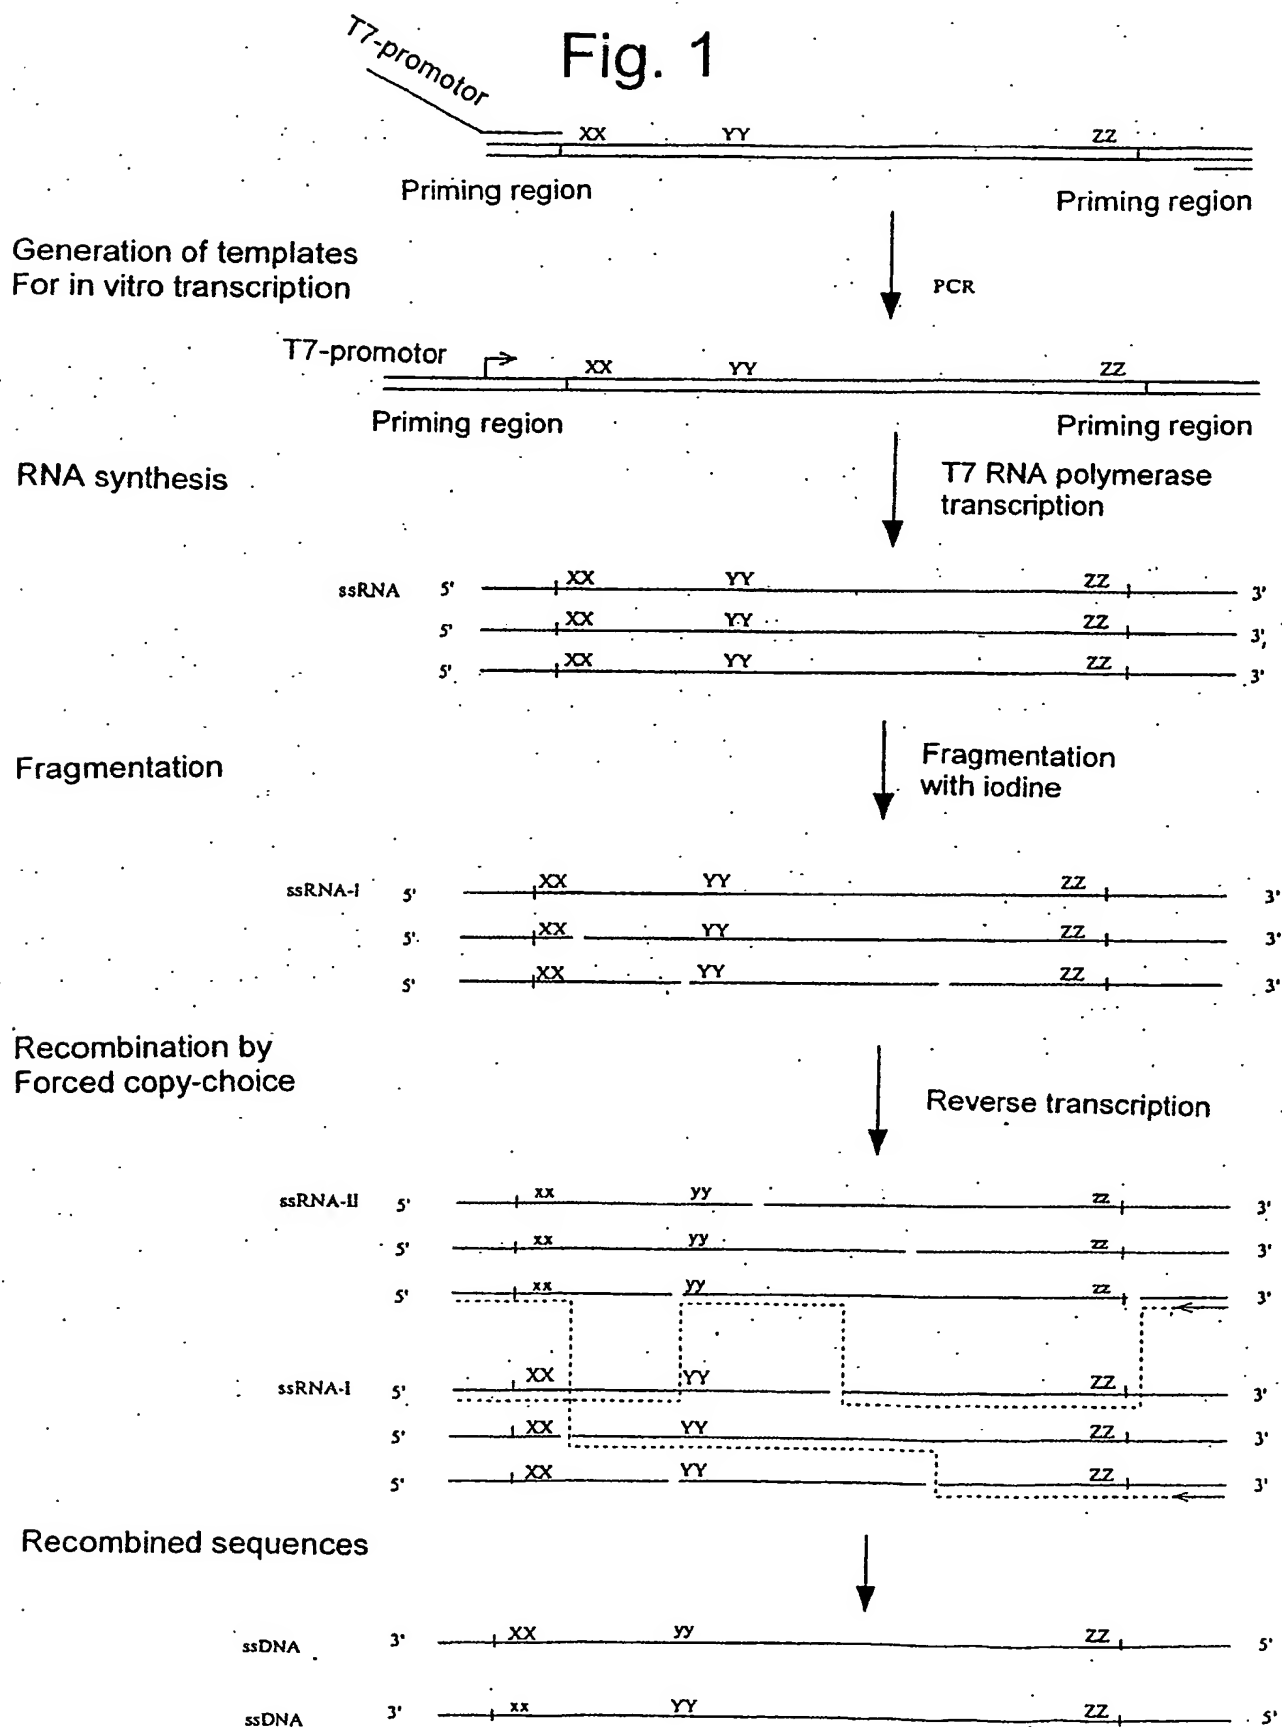 Fig. 1
T7-promotor
XX YY ZZ
Priming region Priming region
Generation of templates
For in vitro transcription
PCR
T7-promotor
XX YY ZZ
Priming region Priming region
RNA synthesis
T7 RNA polymerase
transcription
ssRNA 5' XX YY ZZ 3'
5' XX YY ZZ 3'
5' XX YY ZZ 3'
Fragmentation
Fragmentation
with iodine
ssRNA-I 5' XX YY ZZ 3'
5' XX YY ZZ 3'
5' XX YY ZZ 3'
Recombination by
Forced copy-choice
Reverse transcription
ssRNA-II 5' xx yy zz 3'
5' xx yy zz 3'
5' xx yy zz 3'
ssRNA-I 5' XX YY ZZ 3'
5' XX YY ZZ 3'
5' XX YY ZZ 3'
Recombined sequences
ssDNA 3' XX yy ZZ 5'
ssDNA 3' xx YY ZZ 5'